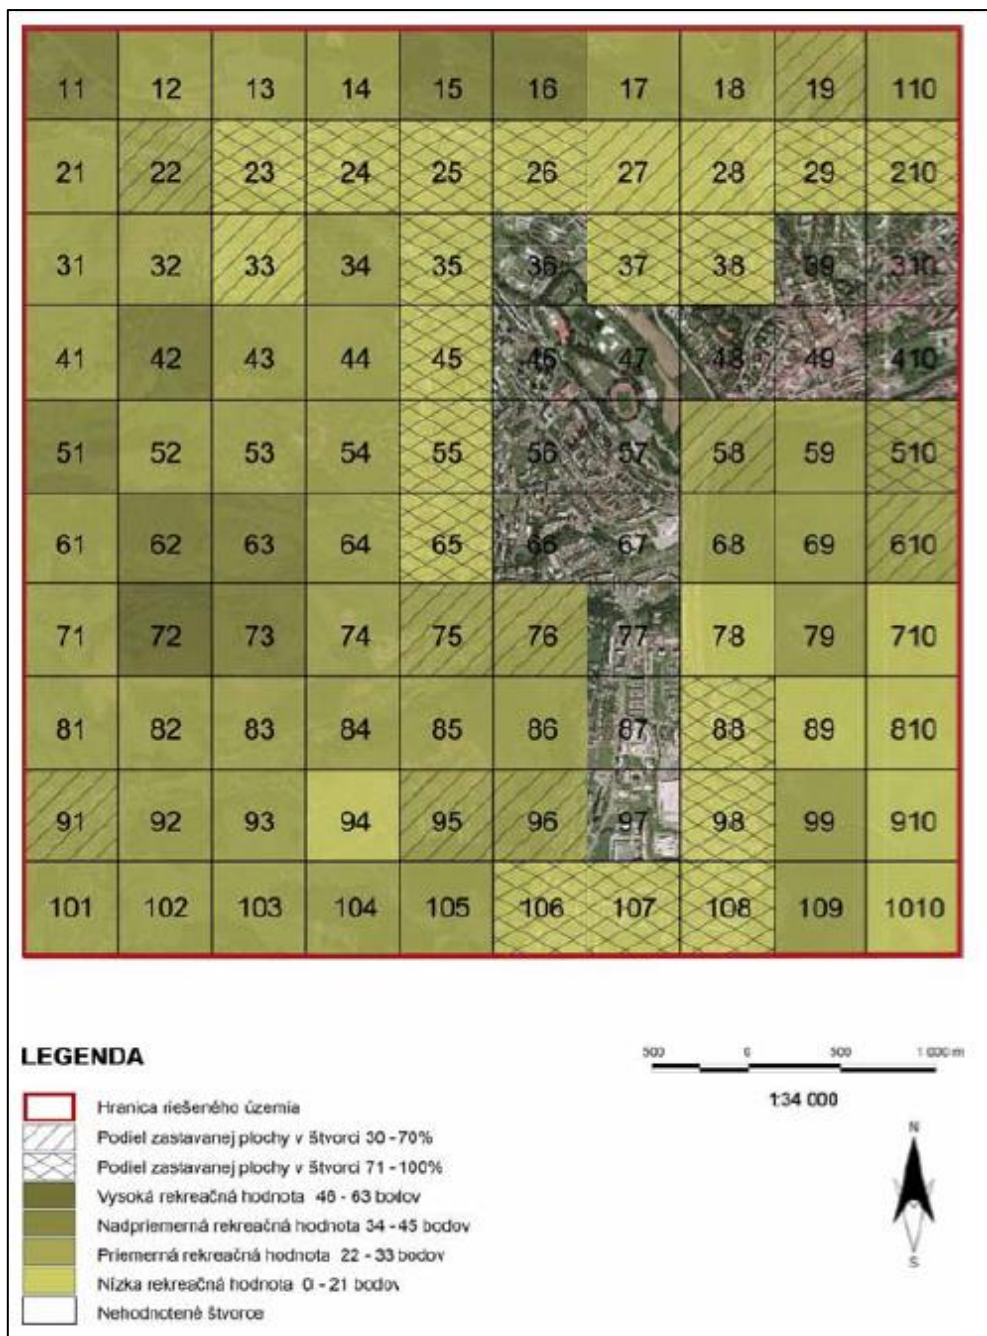 11 12 13 14 15 16 17 18 19 110
21 22 23 24 25 26 27 28 29 210
31 32 33 34 35 36 37 38 39 310
41 42 43 44 45 46 47 48 49 410
51 52 53 54 55 56 57 58 59 510
61 62 63 64 65 66 67 68 69 610
71 72 73 74 75 76 77 78 79 710
81 82 83 84 85 86 87 88 89 810
91 92 93 94 95 96 97 98 99 910
101 102 103 104 105 106 107 108 109 1010
LEGENDA
500 0 500 1 000 m
1:34 000
N
S
Hranica riešeného územia
Podiel zastavanej plochy v štvorci 30 - 70%
Podiel zastavanej plochy v štvorci 71 - 100%
Vysoká rekreačná hodnota 46 - 63 bodov
Nadpriemerná rekreačná hodnota 34 - 45 bodov
Priemerná rekreačná hodnota 22 - 33 bodov
Nízka rekreačná hodnota 0 - 21 bodov
Nehodnotené štvorce